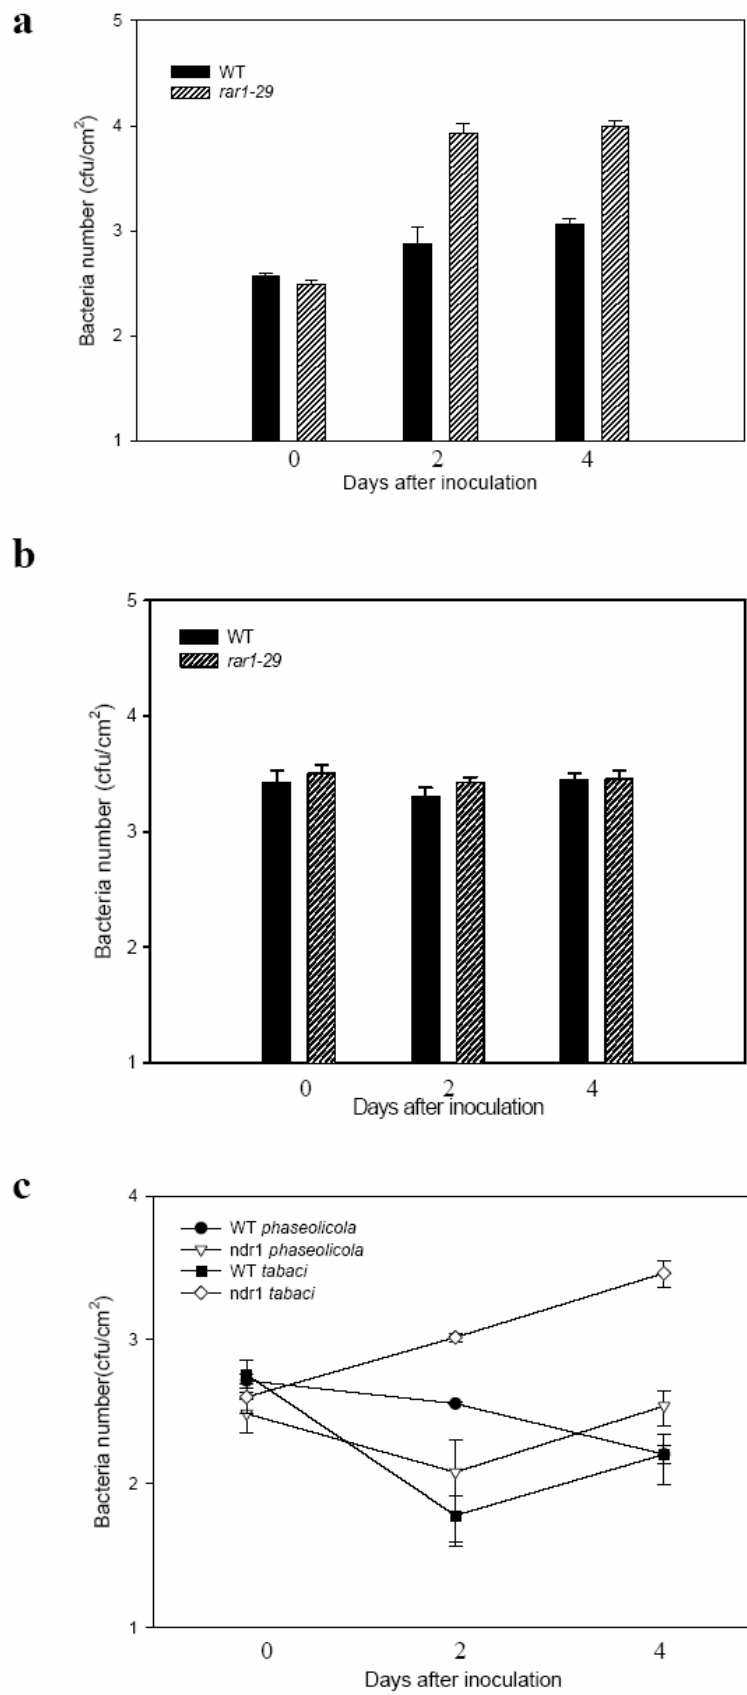 a
5
WT
rar1-29
4
3
2
1
Bacteria number (cfu/cm²)
0 2 4
Days after inoculation
b
5
WT
rar1-29
4
3
2
1
Bacteria number (cfu/cm²)
0 2 4
Days after inoculation
c
4
WT phaseolicola
ndr1 phaseolicola
WT tabaci
ndr1 tabaci
3
2
1
Bacteria number(cfu/cm²)
0 2 4
Days after inoculation